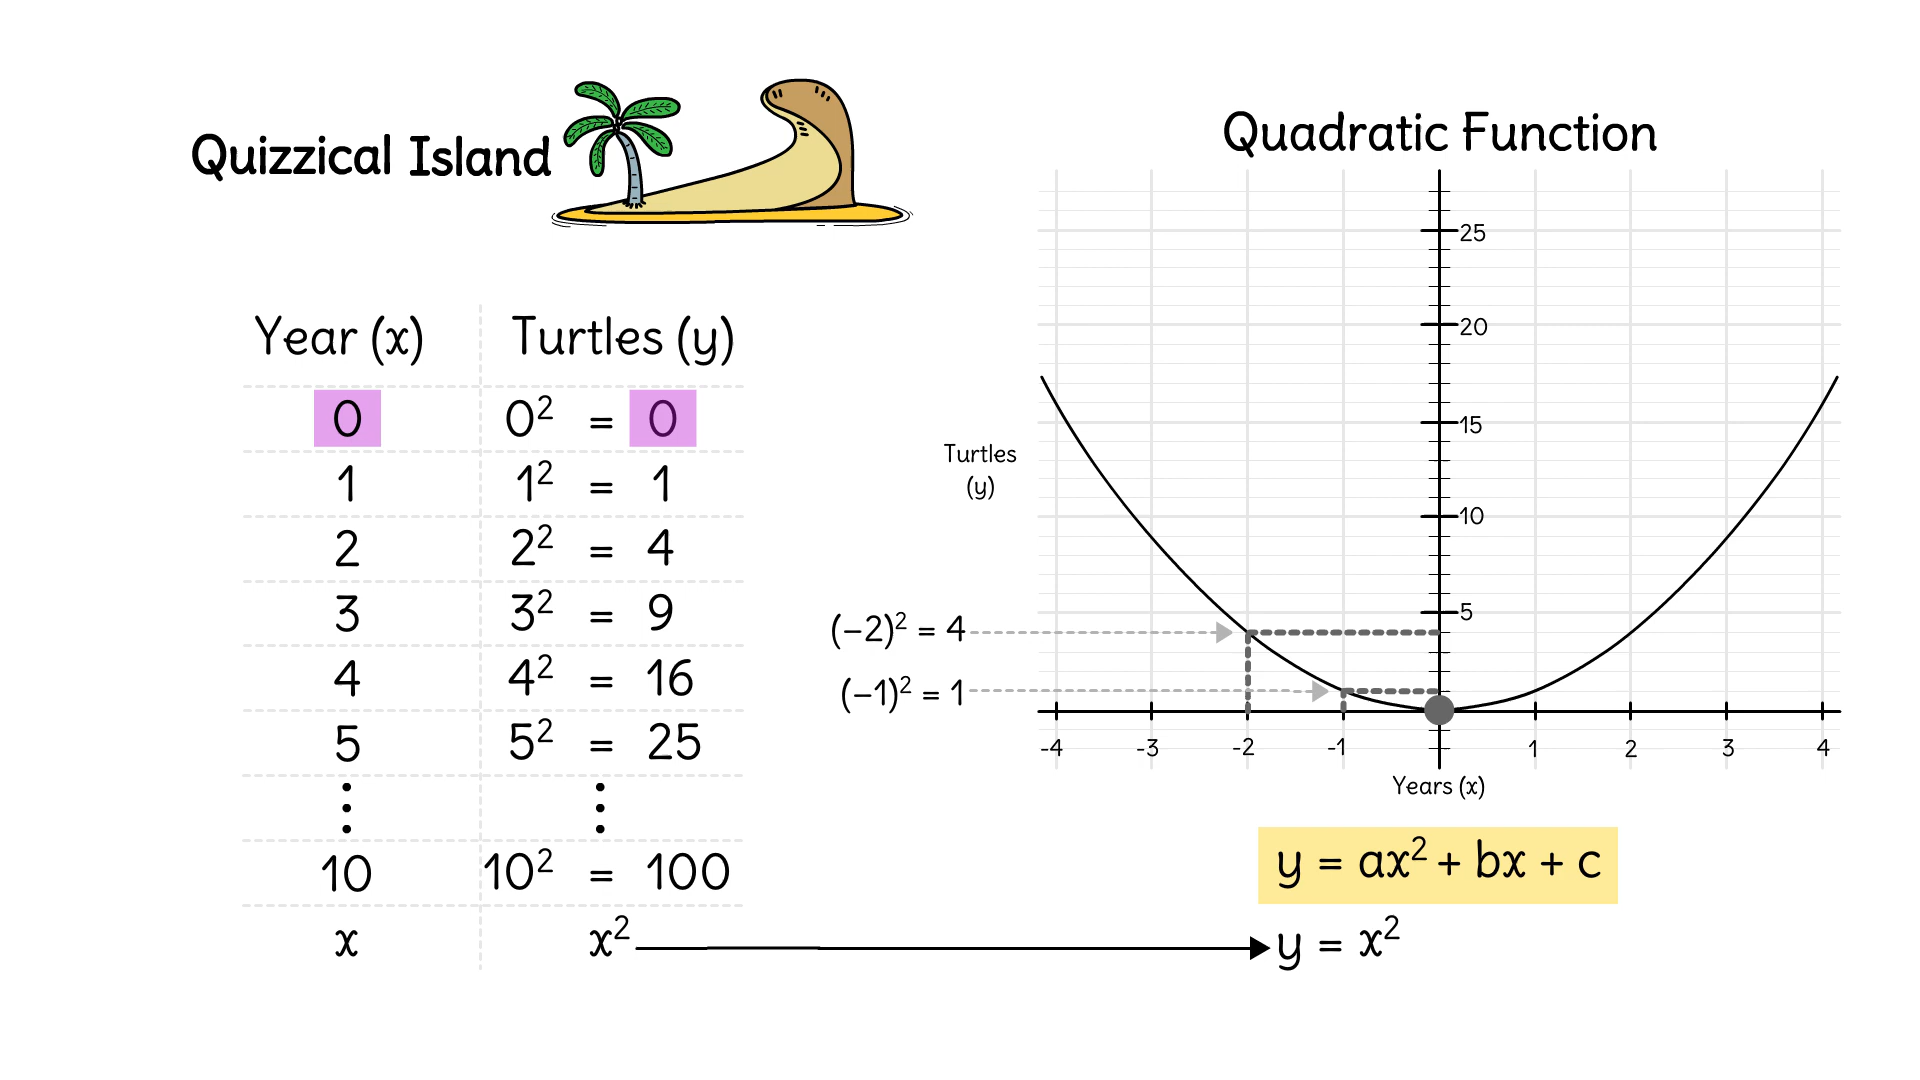 Quizzical Island
Year (x) Turtles (y)
0 0² = 0
1 1² = 1
2 2² = 4
3 3² = 9
4 4² = 16
5 5² = 25
⋮ ⋮
10 10² = 100
x x²
Quadratic Function
25
20
15
10
5
Turtles
(y)
(−2)² = 4
(−1)² = 1
-4 -3 -2 -1 1 2 3 4
Years (x)
y = ax² + bx + c
y = x²